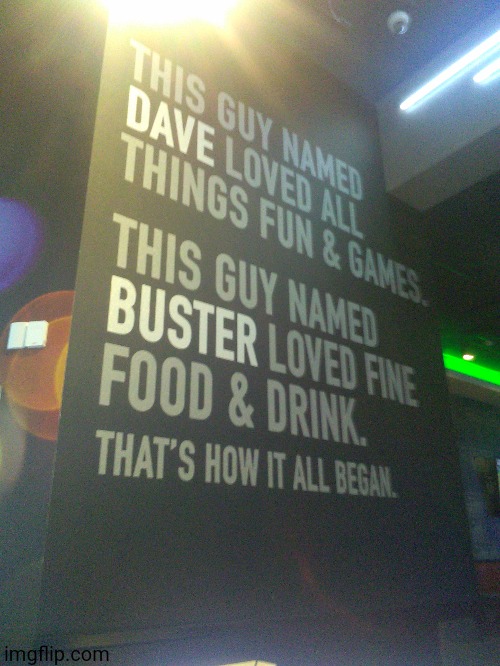 THIS GUY NAMED
DAVE LOVED ALL
THINGS FUN & GAMES.
THIS GUY NAMED
BUSTER LOVED FINE
FOOD & DRINK.
THAT'S HOW IT ALL BEGAN.
imgflip.com